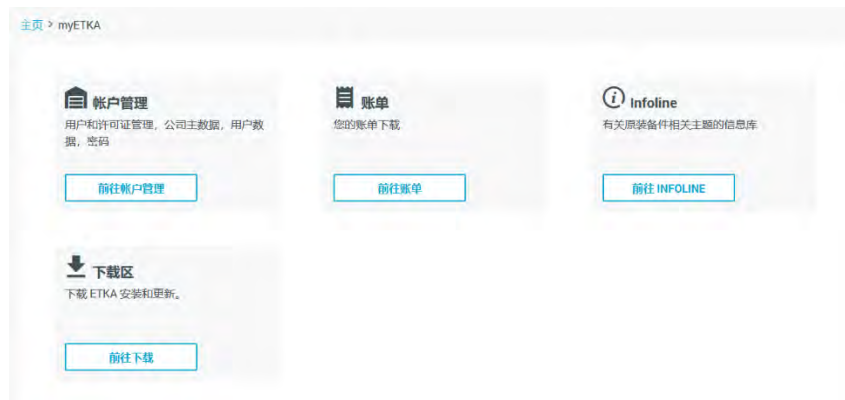 主页 > myETKA
帐户管理
用户和许可证管理，公司主数据，用户数
据，密码
前往帐户管理
账单
您的账单下载
前往账单
Infoline
有关原装备件相关主题的信息库
前往 INFOLINE
下载区
下载 ETKA 安装和更新。
前往下载